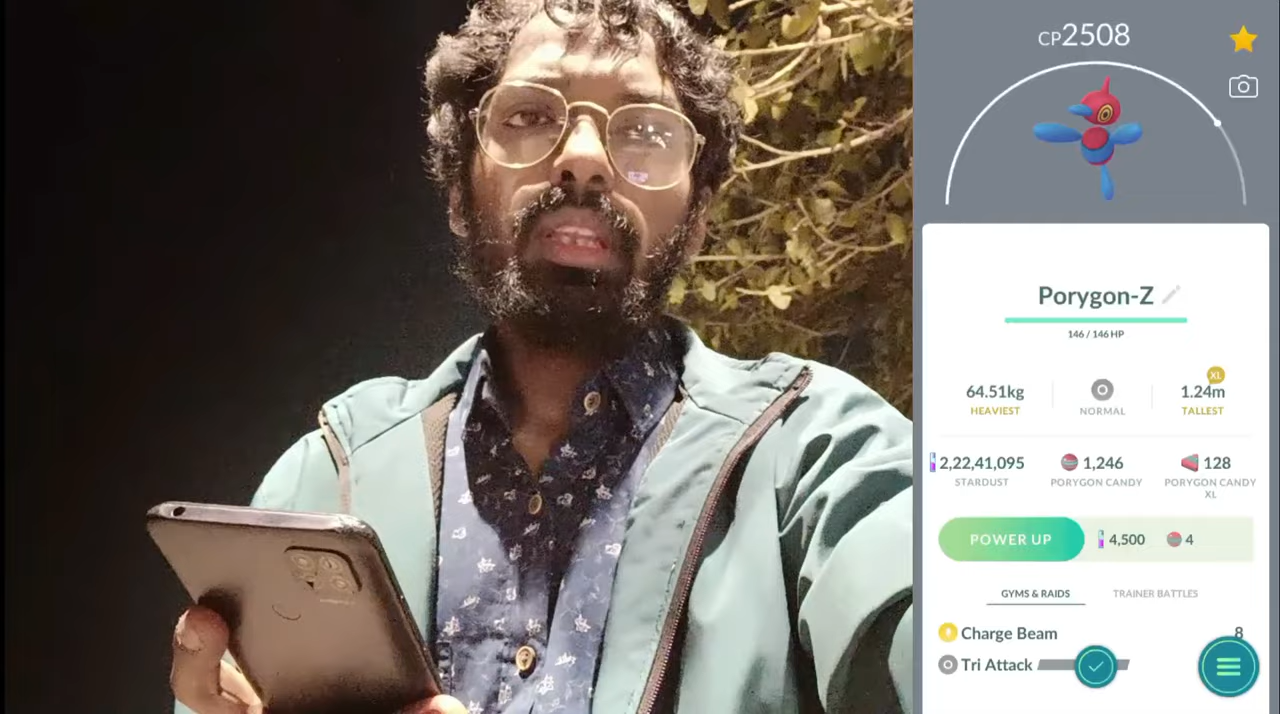 CP2508
Porygon-Z
146 / 146 HP
64.51kg
HEAVIEST
NORMAL
XL
1.24m
TALLEST
2,22,41,095
STARDUST
1,246
PORYGON CANDY
128
PORYGON CANDY
XL
POWER UP
4,500
4
GYMS & RAIDS
TRAINER BATTLES
Charge Beam
8
Tri Attack